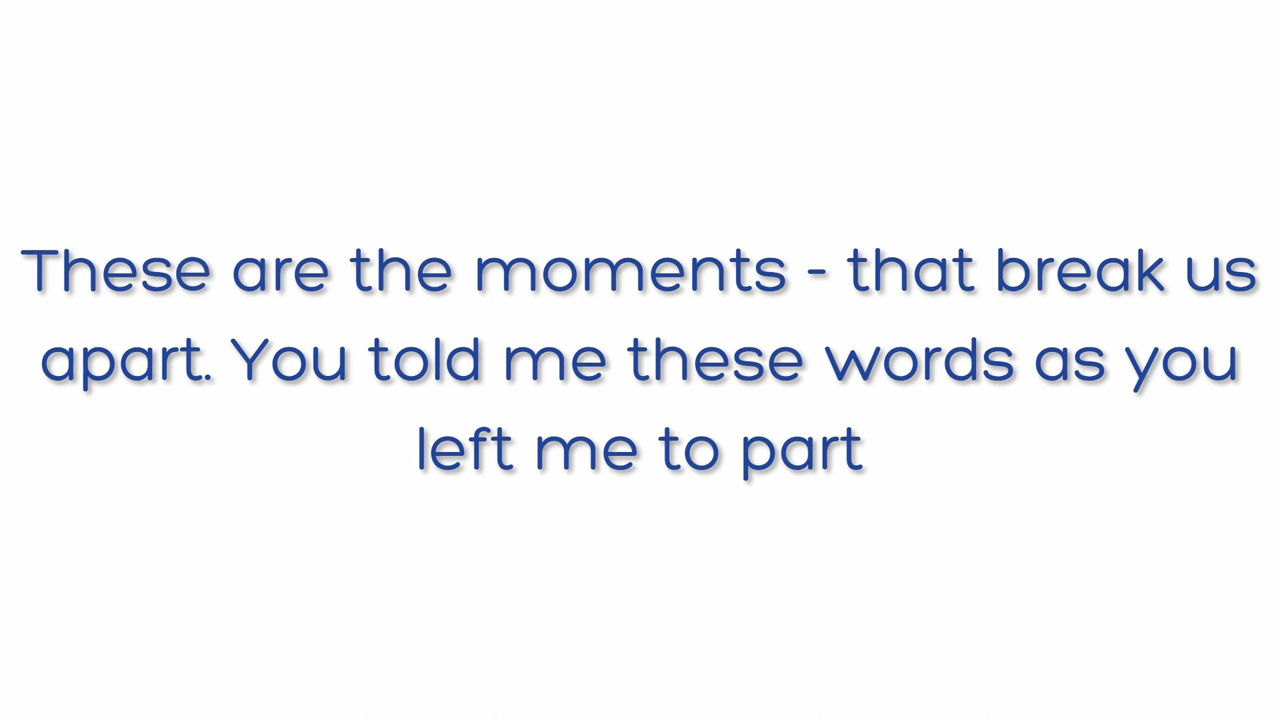 These are the moments - that break us
apart. You told me these words as you
left me to part